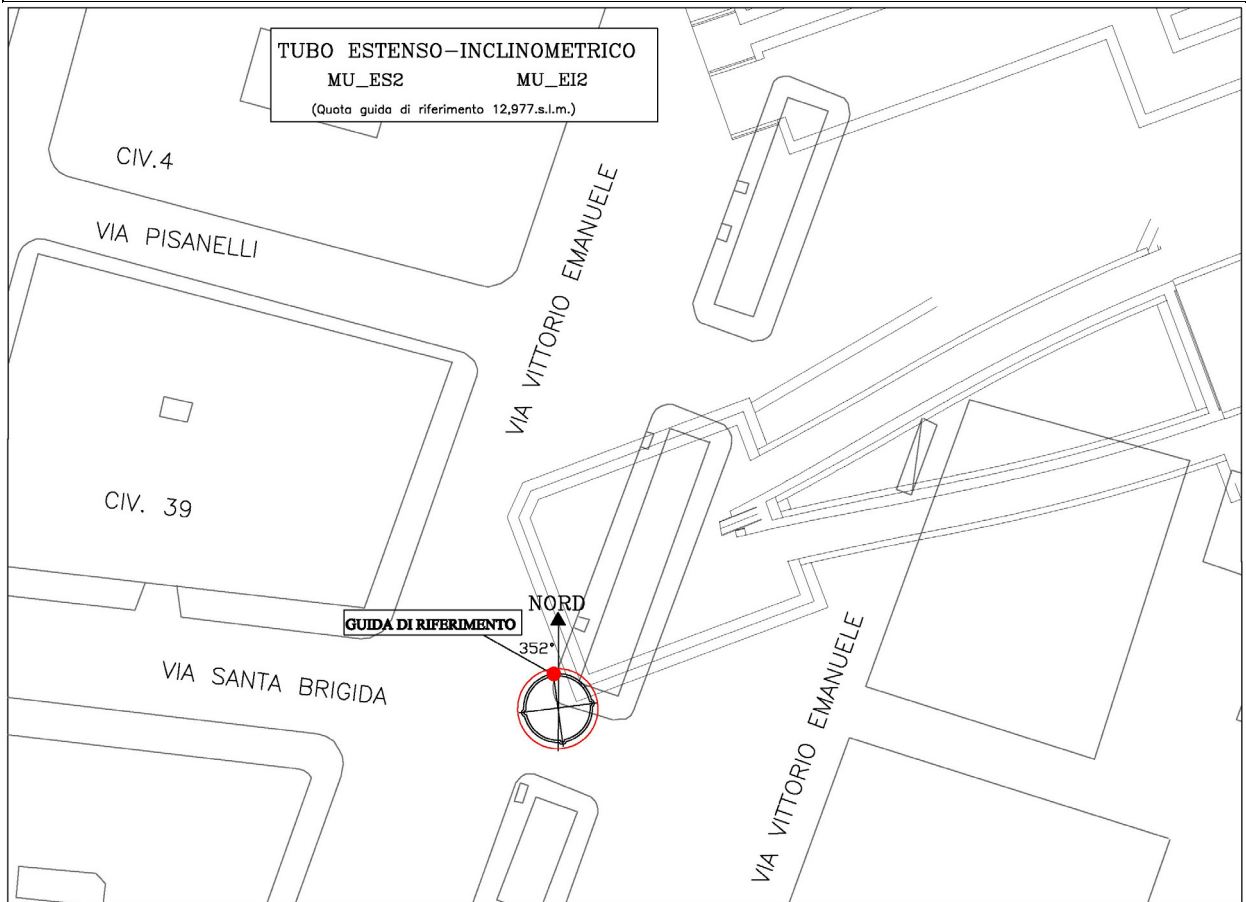 TUBO ESTENSO-INCLINOMETRICO
MU_ES2 MU_EI2
(Quota guida di riferimento 12,977.s.l.m.)
CIV.4
VIA PISANELLI
VIA VITTORIO EMANUELE
CIV. 39
NORD
GUIDA DI RIFERIMENTO
352°
VIA SANTA BRIGIDA
VIA VITTORIO EMANUELE